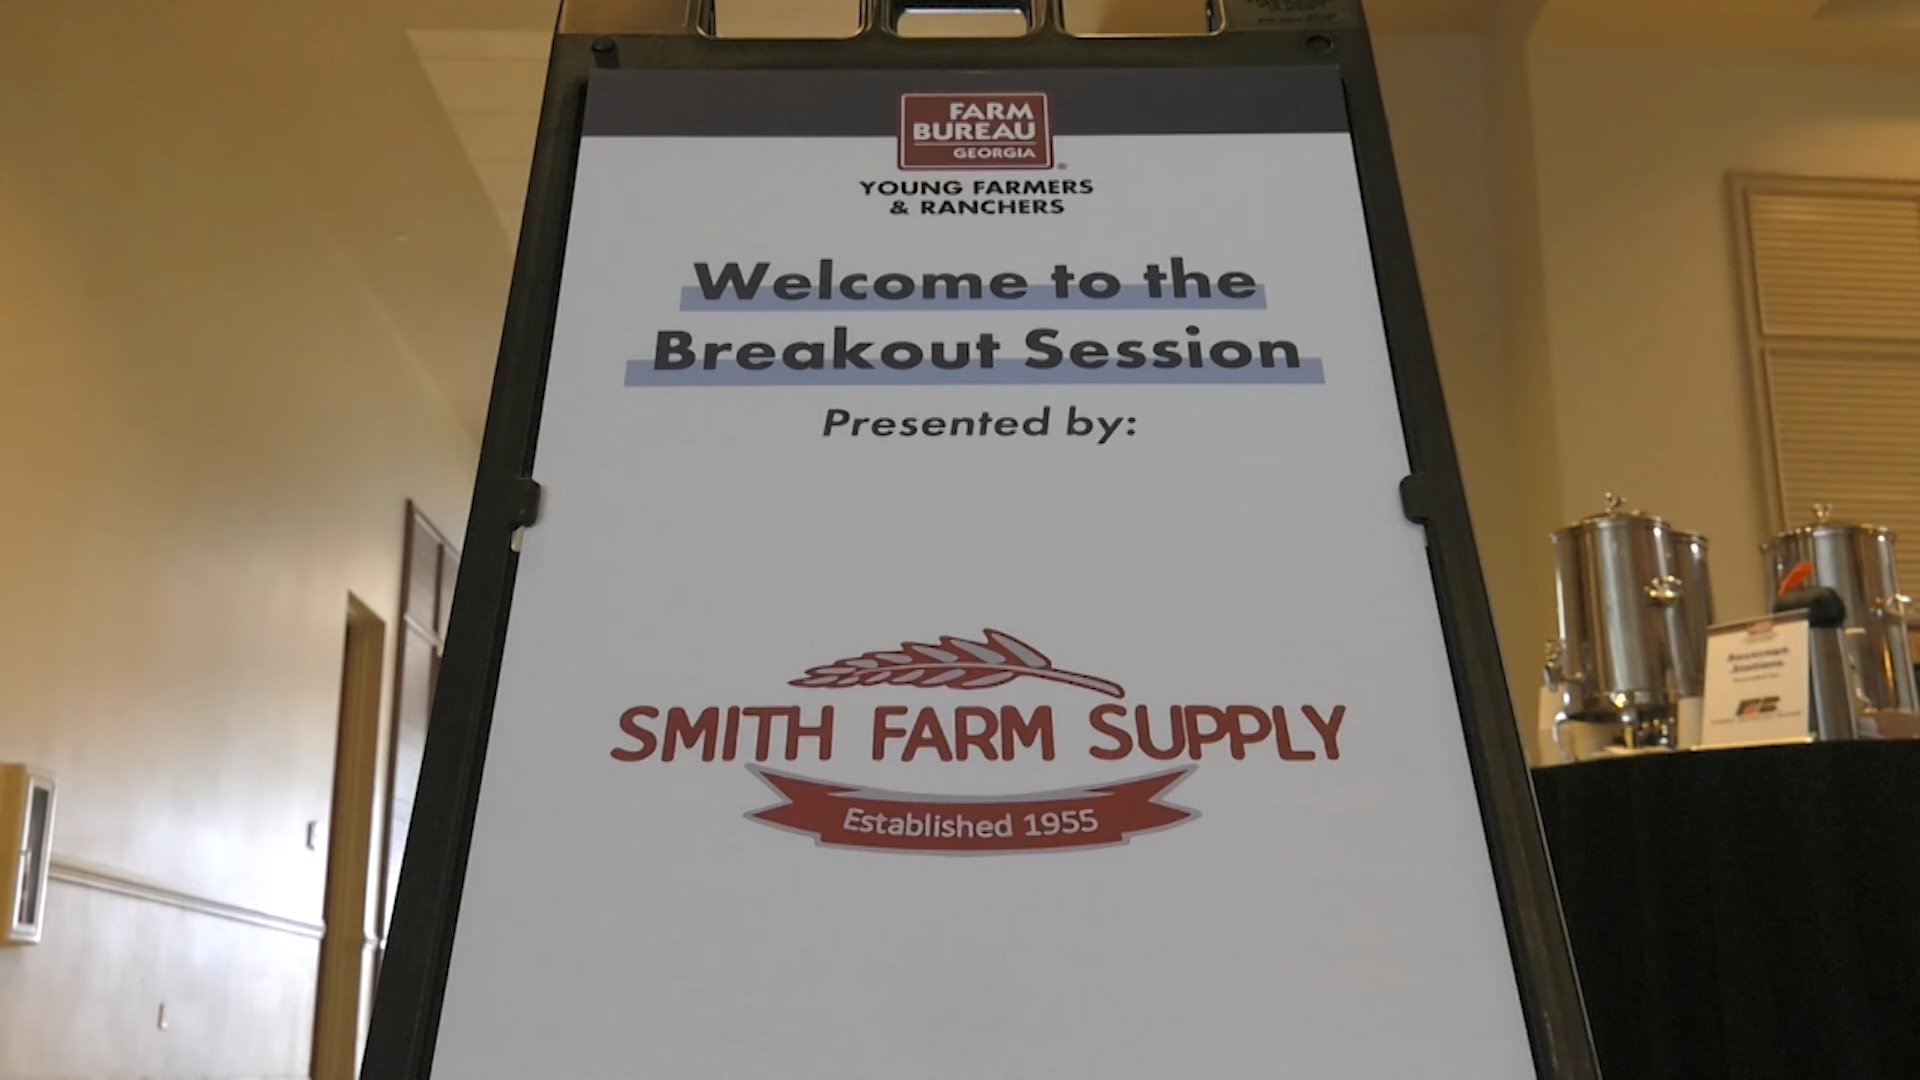 FARM
BUREAU
GEORGIA
®
YOUNG FARMERS
& RANCHERS
Welcome to the
Breakout Session
Presented by:
SMITH FARM SUPPLY
Established 1955